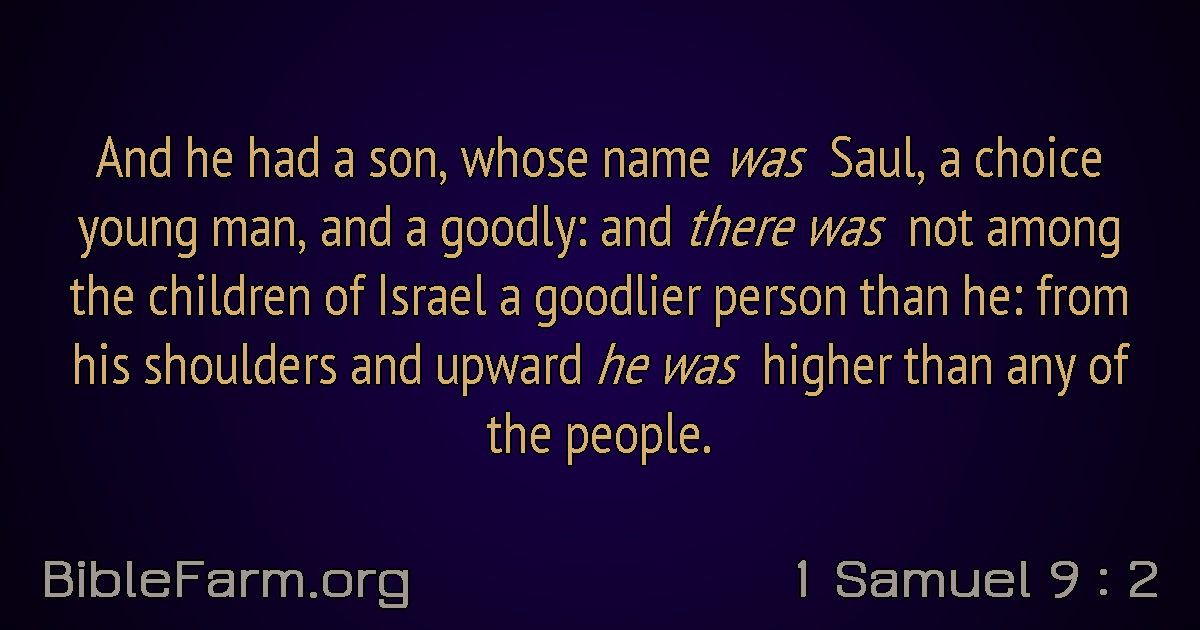 And he had a son, whose name was Saul, a choice
young man, and a goodly: and there was not among
the children of Israel a goodlier person than he: from
his shoulders and upward he was higher than any of
the people.
BibleFarm.org
1 Samuel 9 : 2